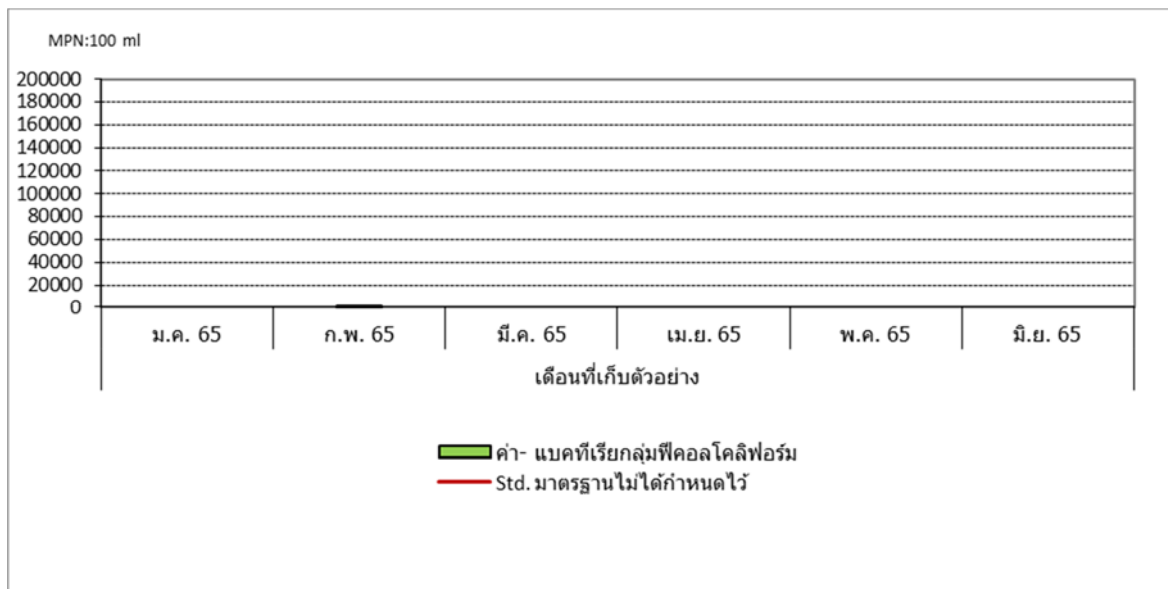 MPN:100 ml
200000
180000
160000
140000
120000
100000
80000
60000
40000
20000
0
ม.ค. 65 ก.พ. 65 มี.ค. 65 เม.ย. 65 พ.ค. 65 มิ.ย. 65
เดือนที่เก็บตัวอย่าง
ค่า- แบคทีเรียกลุ่มฟีคอลโคลิฟอร์ม
Std. มาตรฐานไม่ได้กำหนดไว้